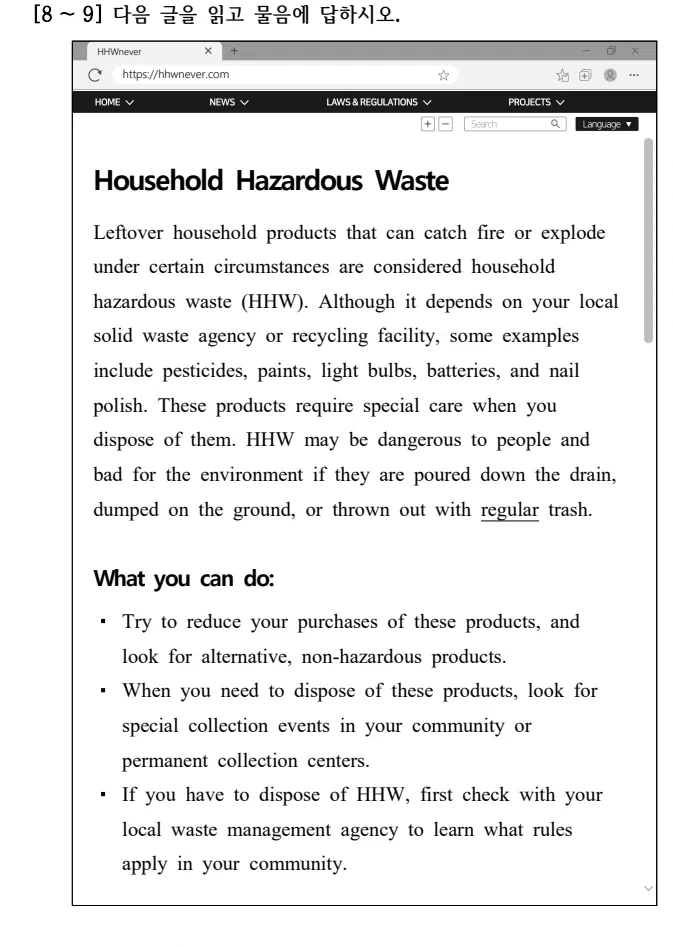 [8 ~ 9] 다음 글을 읽고 물음에 답하시오.
HHWnever
https://hhwnever.com
HOME NEWS LAWS & REGULATIONS PROJECTS
+ − Search Language ▼
Household Hazardous Waste
Leftover household products that can catch fire or explode
under certain circumstances are considered household
hazardous waste (HHW). Although it depends on your local
solid waste agency or recycling facility, some examples
include pesticides, paints, light bulbs, batteries, and nail
polish. These products require special care when you
dispose of them. HHW may be dangerous to people and
bad for the environment if they are poured down the drain,
dumped on the ground, or thrown out with regular trash.
What you can do:
▪ Try to reduce your purchases of these products, and
look for alternative, non-hazardous products.
▪ When you need to dispose of these products, look for
special collection events in your community or
permanent collection centers.
▪ If you have to dispose of HHW, first check with your
local waste management agency to learn what rules
apply in your community.